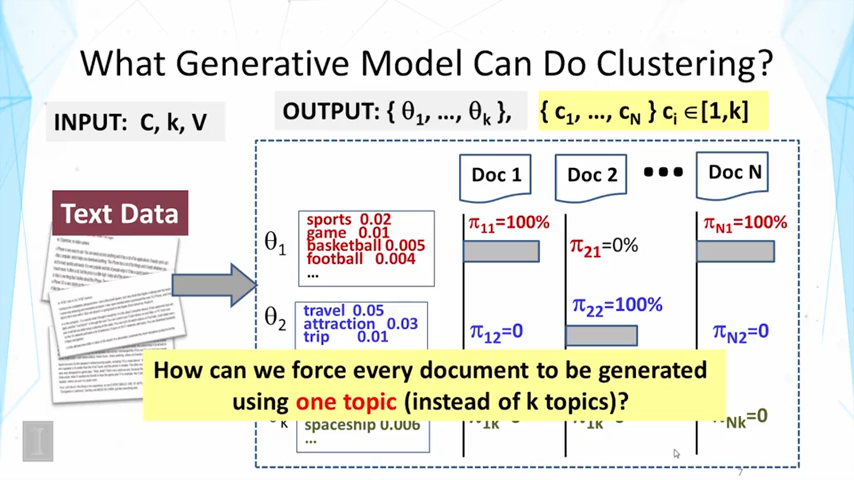 What Generative Model Can Do Clustering?
INPUT: C, k, V
OUTPUT: { θ1, …, θk },
{ c1, …, cN } ci ∈[1,k]
Text Data
Doc 1
Doc 2
•••
Doc N
θ1
sports 0.02
game 0.01
basketball 0.005
football 0.004
…
π11=100%
π21=0%
πN1=100%
θ2
travel 0.05
attraction 0.03
trip 0.01
π12=0
π22=100%
πN2=0
How can we force every document to be generated
using one topic (instead of k topics)?
k
spaceship 0.006
…
πNk=0
7